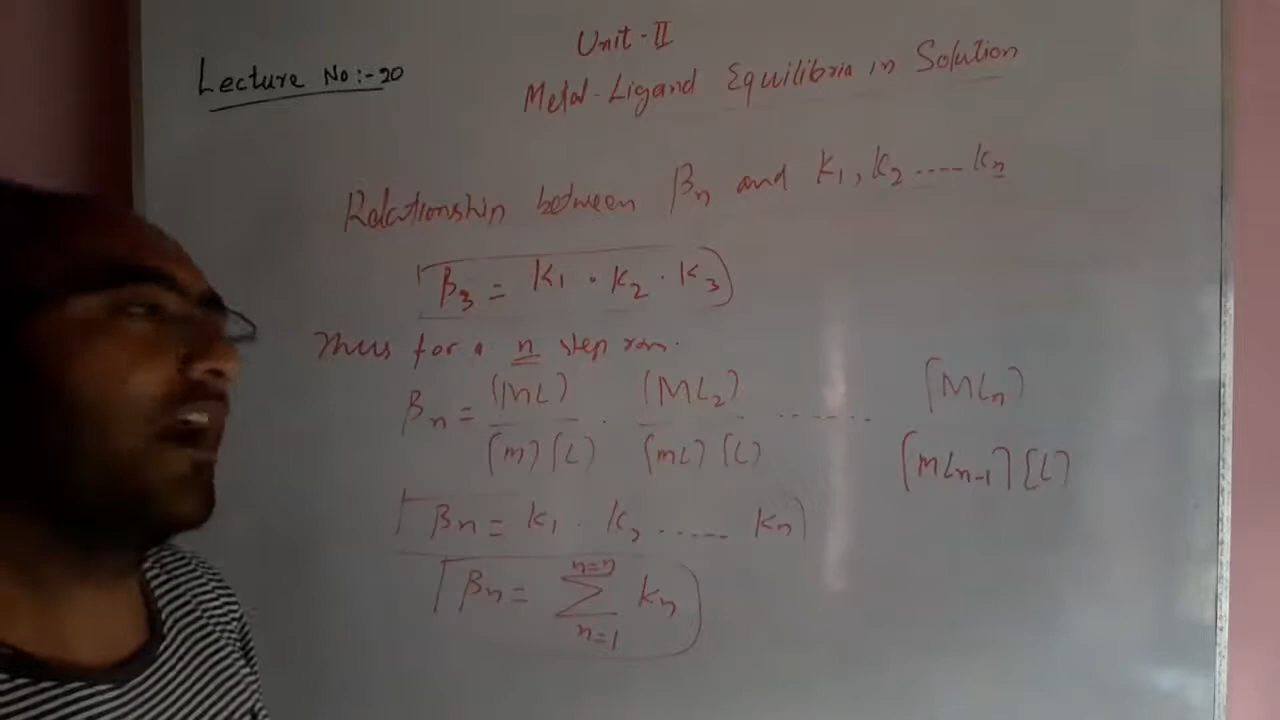 Unit-II
Lecture No:-20
Metal-Ligand Equilibria in Solution
Relationship between βn and K1, K2 ..... Kn
β3 = K1 · K2 · K3
Thus for a n step rxn.
βn = (ML) / [M][L] · (ML2) / [ML][L] ........ [MLn] / [MLn-1][L]
βn = K1 · K2 ...... Kn
βn = Σ n=n n=1 Kn